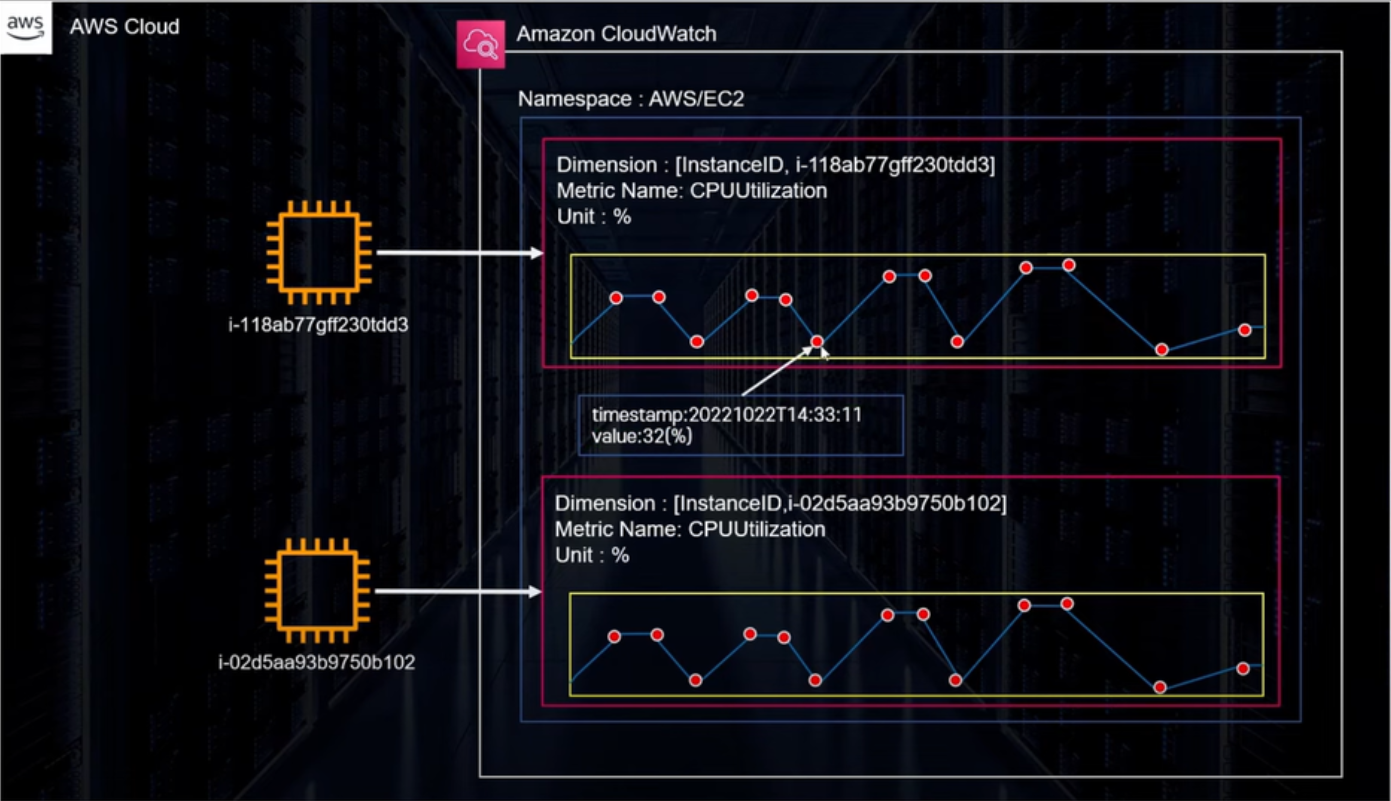 aws
AWS Cloud
Amazon CloudWatch
Namespace : AWS/EC2
Dimension : [InstanceID, i-118ab77gff230tdd3]
Metric Name: CPUUtilization
Unit : %
i-118ab77gff230tdd3
timestamp:20221022T14:33:11
value:32(%)
Dimension : [InstanceID,i-02d5aa93b9750b102]
Metric Name: CPUUtilization
Unit : %
i-02d5aa93b9750b102